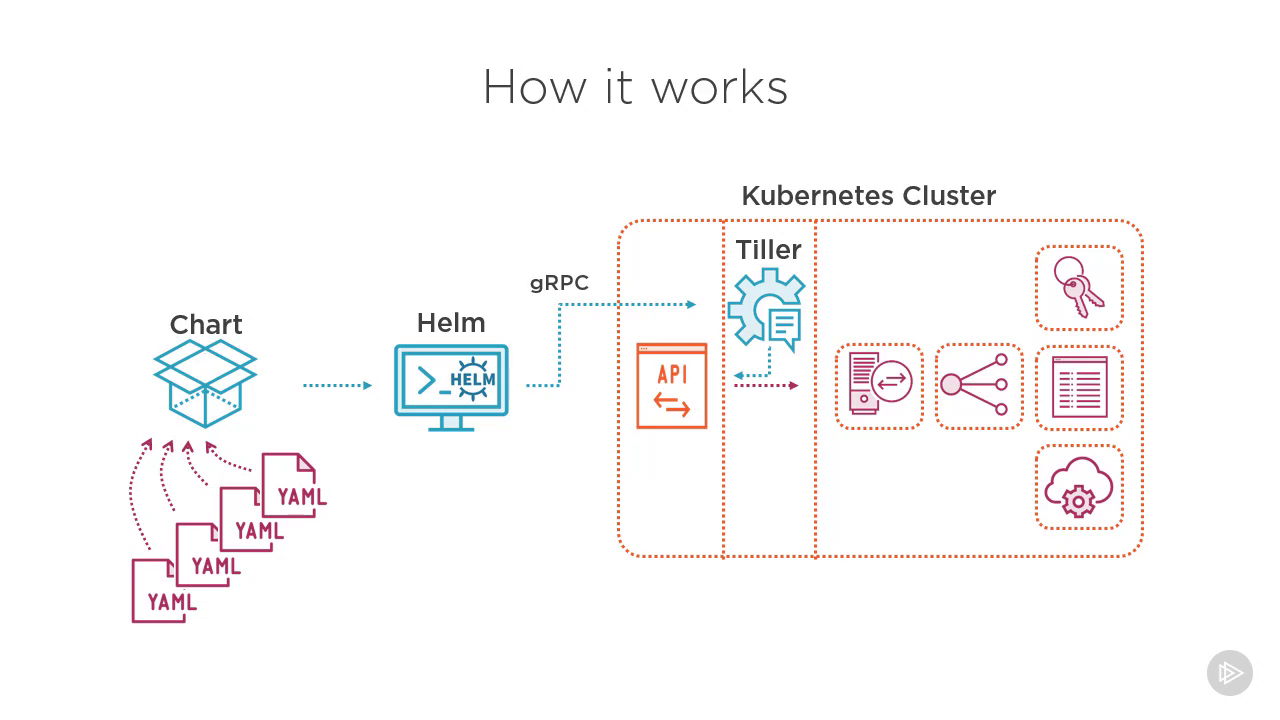 How it works
Kubernetes Cluster
Tiller
gRPC
Chart
Helm
HELM
API
YAML
YAML
YAML
YAML